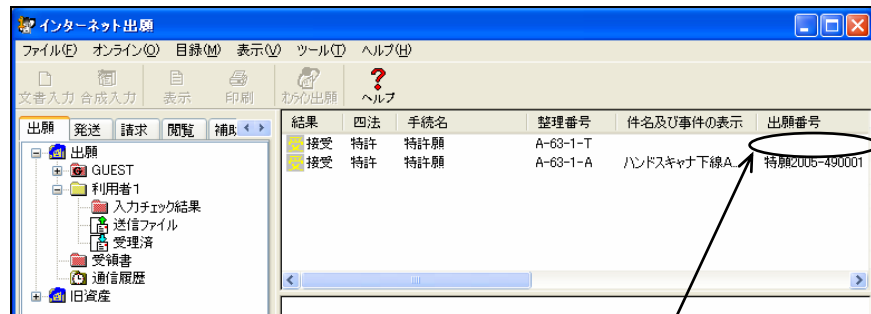 インターネット出願
ファイル(F) オンライン(O) 目録(M) 表示(V) ツール(T) ヘルプ(H)
文書入力 合成入力 表示 印刷 オンライン出願 ヘルプ
出願 発送 請求 閲覧 補助
結果 四法 手続名 整理番号 件名及び事件の表示 出願番号
接受 特許 特許願 A-63-1-T
接受 特許 特許願 A-63-1-A ハンドスキャナ下線A... 特願2005-490001
出願
GUEST
利用者1
入力チェック結果
送信ファイル
受理済
受領書
通信履歴
旧資産